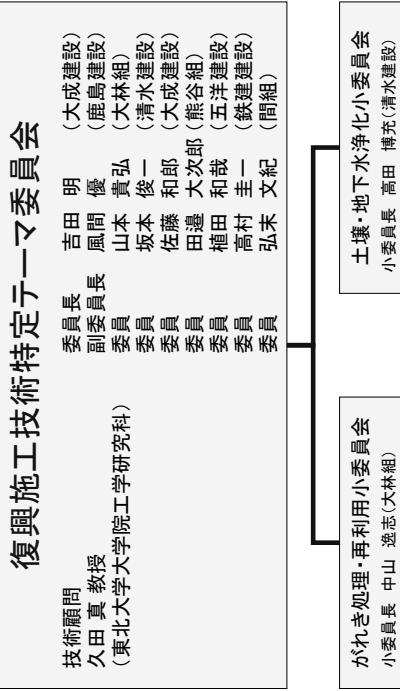 復興施工技術特定テーマ委員会
技術顧問
久田 真 教授
(東北大学大学院工学研究科)
委員長 吉田 明 (大成建設)
副委員長 風間 優 (鹿島建設)
委員 山本 貴弘 (大林組)
委員 坂本 俊一 (清水建設)
委員 佐藤 和郎 (大成建設)
委員 田邉 大次郎 (熊谷組)
委員 植田 和哉 (五洋建設)
委員 高村 圭一 (鉄建建設)
委員 弘末 文紀 (間組)
がれき処理・再利用小委員会
小委員長 中山 逸志(大林組)
土壌・地下水浄化小委員会
小委員長 高田 博充(清水建設)